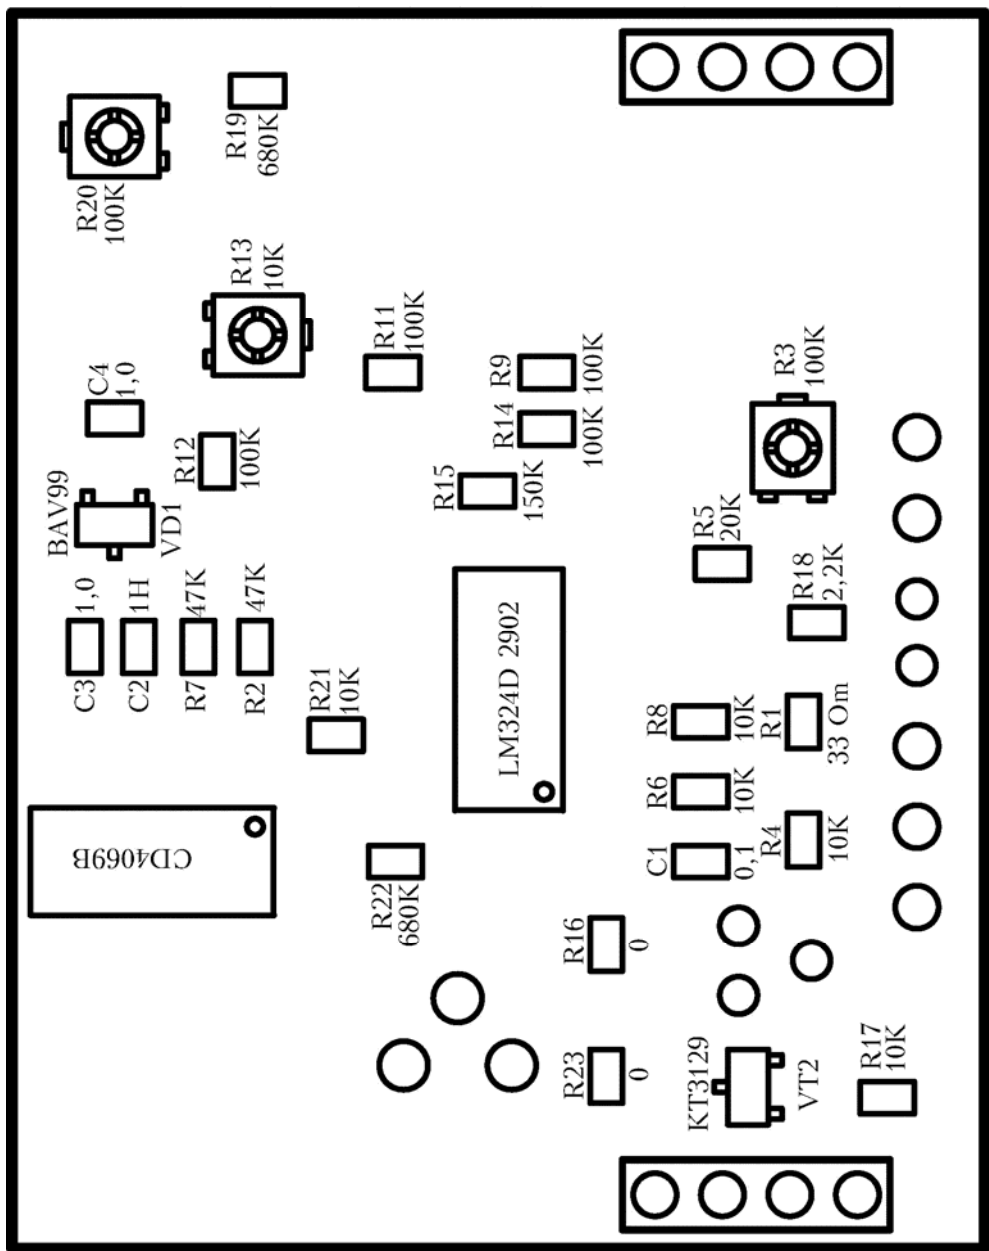 R19
680K
R20
100K
R13
10K
R11
100K
C4
1,0
R9
100K
R3
100K
R14
100K
R12
100K
R15
150K
BAV99
VD1
R5
20K
R18
2,2K
C3
1,0
C2
1H
R7
47K
R2
47K
R21
10K
LM324D 2902
R8
10K
R1
33 Om
R6
10K
R4
10K
C1
0,1
CD4069B
R22
680K
R16
0
R23
0
KT3129
VT2
R17
10K